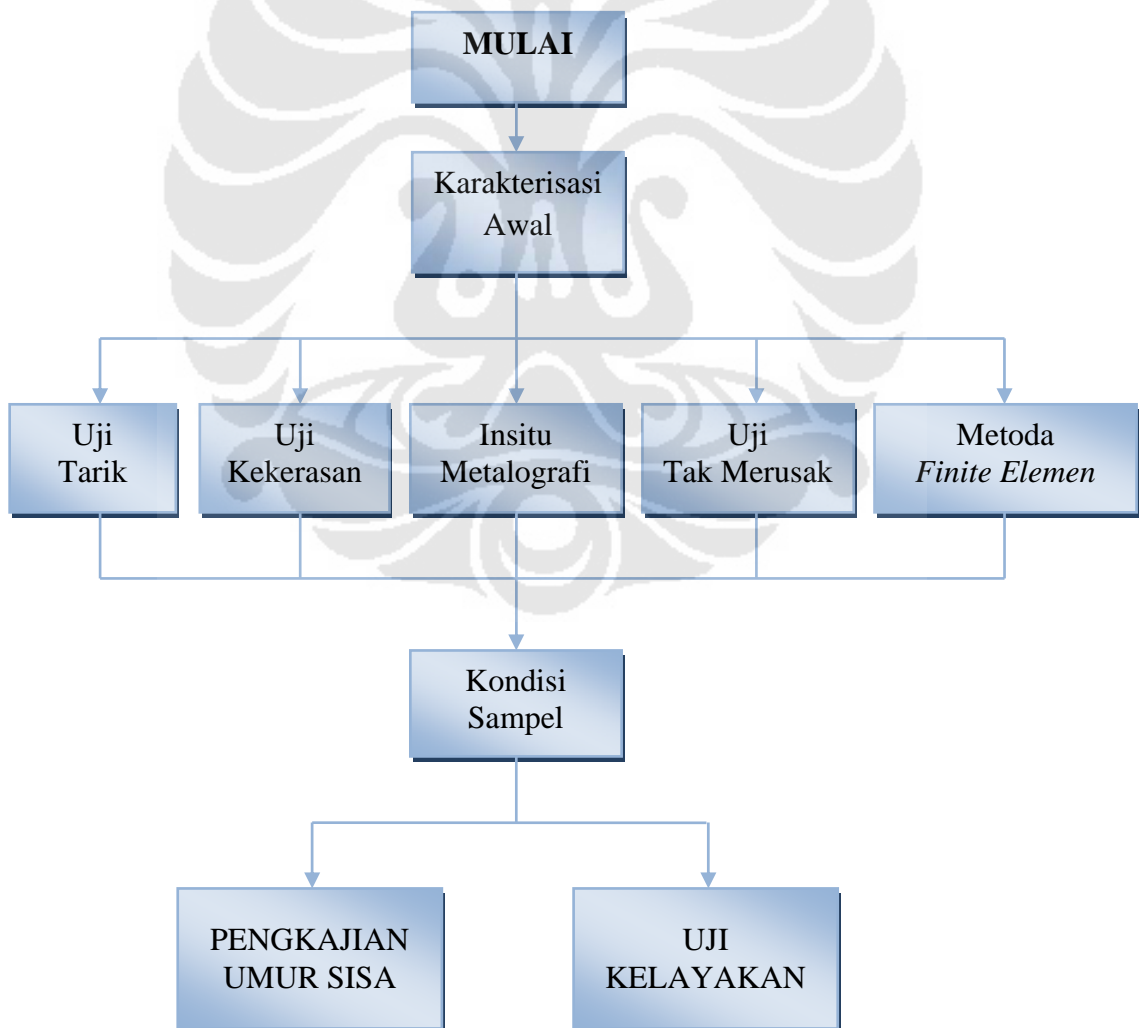 MULAI
Karakterisasi
Awal
Uji
Tarik
Uji
Kekerasan
Insitu
Metalografi
Uji
Tak Merusak
Metoda
Finite Elemen
Kondisi
Sampel
PENGKAJIAN
UMUR SISA
UJI
KELAYAKAN